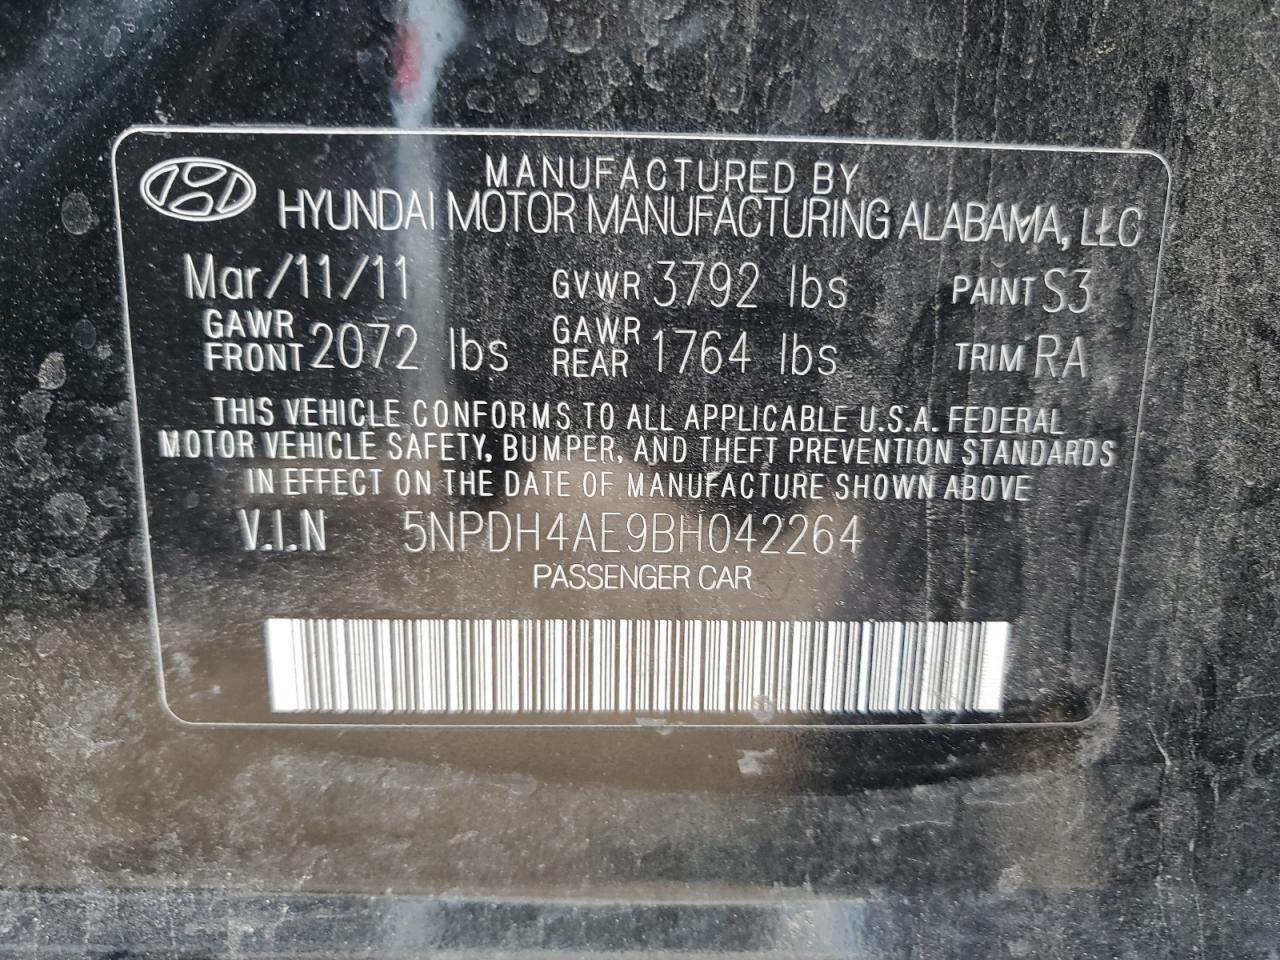 MANUFACTURED BY
HYUNDAI MOTOR MANUFACTURING ALABAMA, LLC
Mar/11/11 GVWR 3792 lbs PAINT S3
GAWR FRONT 2072 lbs GAWR REAR 1764 lbs TRIM RA
THIS VEHICLE CONFORMS TO ALL APPLICABLE U.S.A. FEDERAL
MOTOR VEHICLE SAFETY, BUMPER, AND THEFT PREVENTION STANDARDS
IN EFFECT ON THE DATE OF MANUFACTURE SHOWN ABOVE
V.I.N 5NPDH4AE9BH042264
PASSENGER CAR